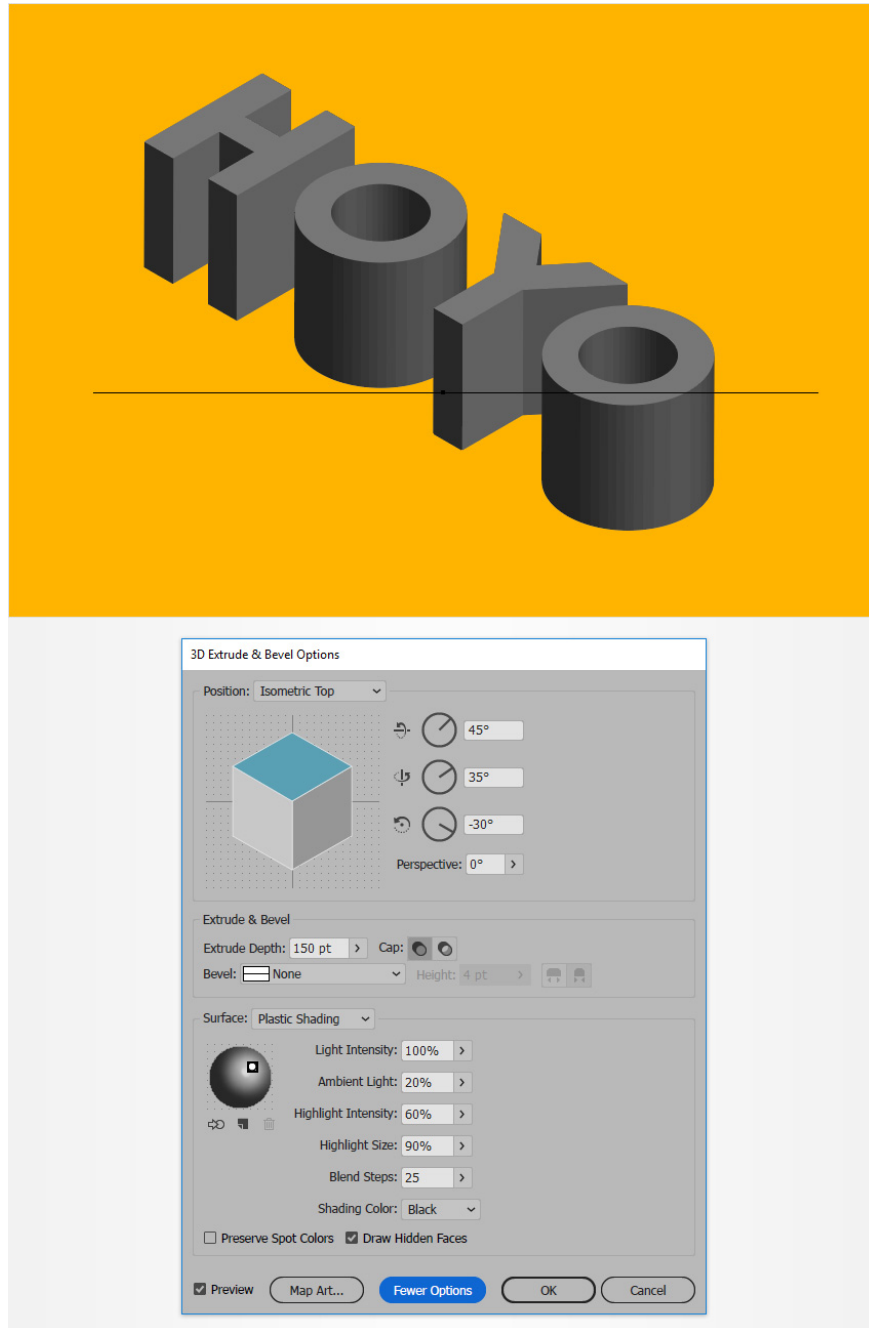 HOYO
3D Extrude & Bevel Options
Position: Isometric Top
45°
35°
-30°
Perspective: 0°
Extrude & Bevel
Extrude Depth: 150 pt Cap:
Bevel: None Height: 4 pt
Surface: Plastic Shading
Light Intensity: 100%
Ambient Light: 20%
Highlight Intensity: 60%
Highlight Size: 90%
Blend Steps: 25
Shading Color: Black
Preserve Spot Colors Draw Hidden Faces
Preview Map Art... Fewer Options OK Cancel